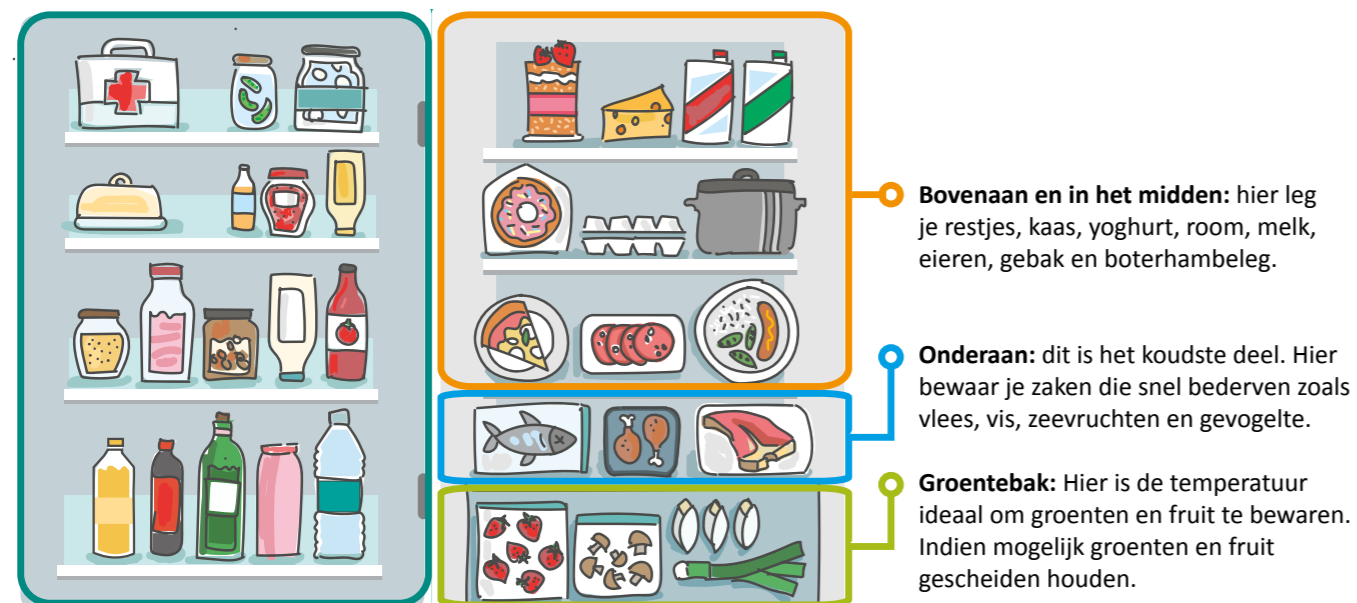 Bovenaan en in het midden: hier leg
je restjes, kaas, yoghurt, room, melk,
eieren, gebak en boterhambeleg.
Onderaan: dit is het koudste deel. Hier
bewaar je zaken die snel bederven zoals
vlees, vis, zeevruchten en gevogelte.
Groentebak: Hier is de temperatuur
ideaal om groenten en fruit te bewaren.
Indien mogelijk groenten en fruit
gescheiden houden.